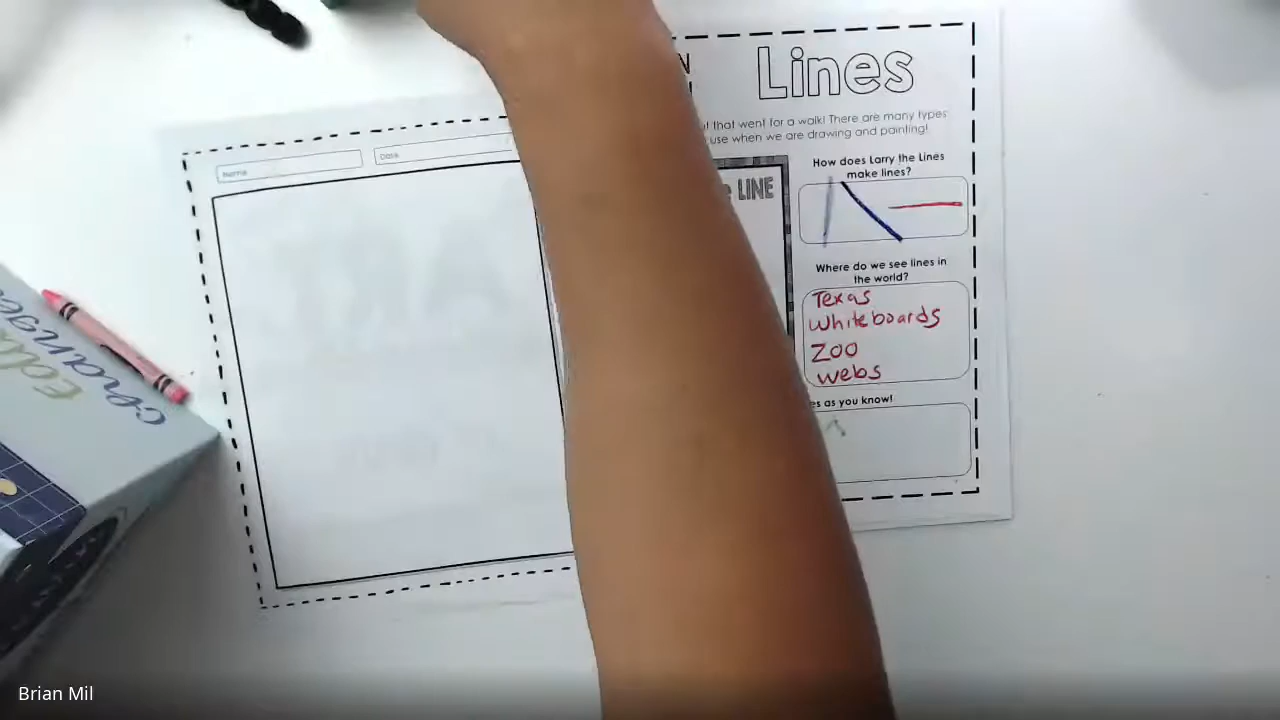 Name
Date
Lines
that went for a walk! There are many types
use when we are drawing and painting!
LINE
How does Larry the Lines
make lines?
Where do we see lines in
the world?
Texas
Whiteboards
Zoo
webs
es as you know!
Brian Mil